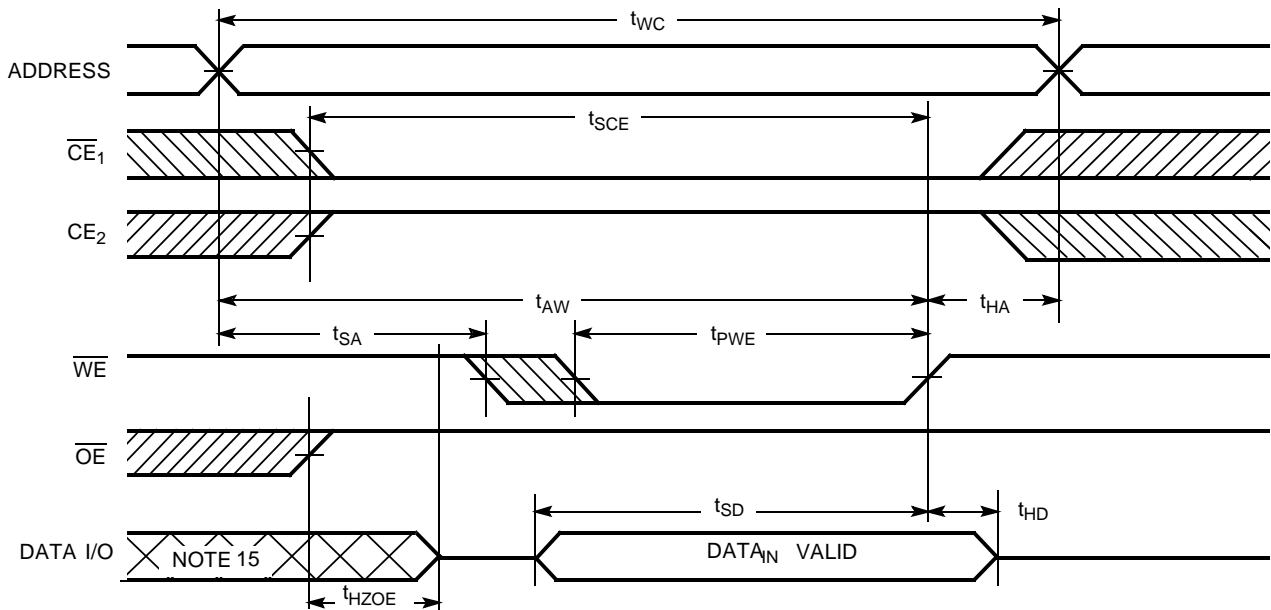 tWC
ADDRESS
tSCE
CE1
CE2
tAW
tHA
tSA
tPWE
WE
OE
tSD
tHD
DATA I/O
NOTE 15
DATAIN VALID
tHZOE